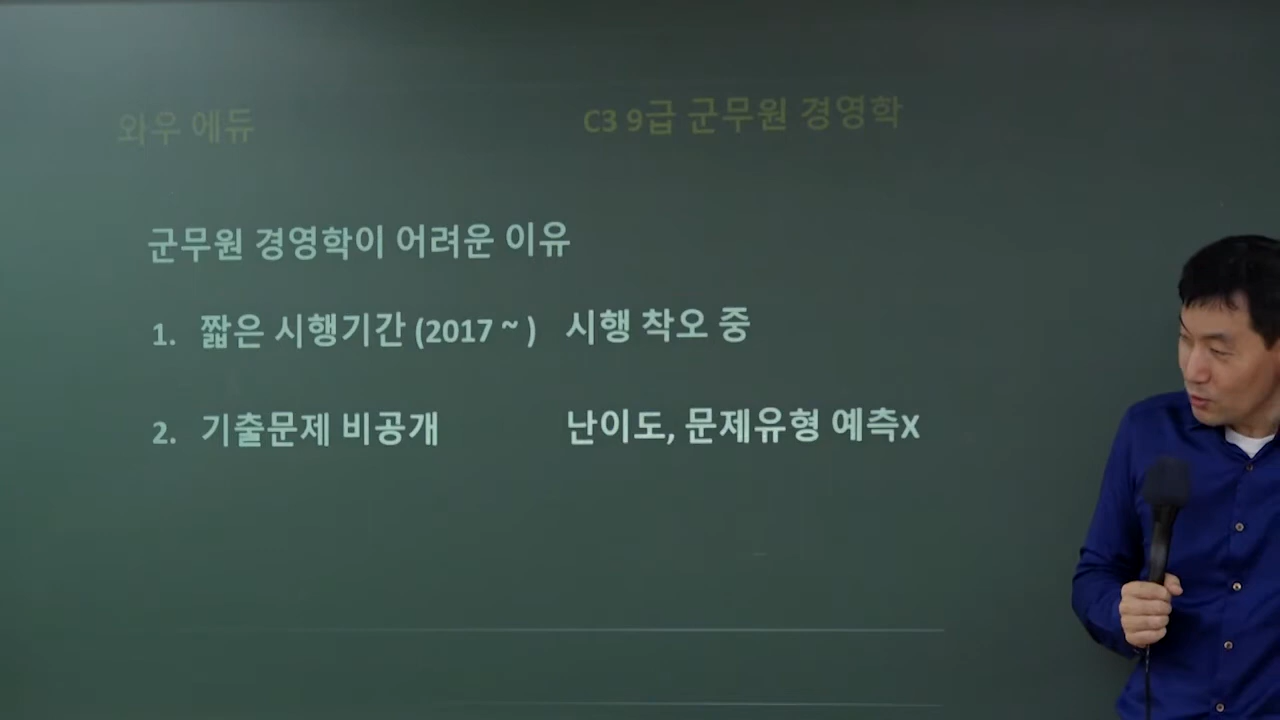 와우 에듀
C3 9급 군무원 경영학
군무원 경영학이 어려운 이유
1. 짧은 시행기간 (2017 ~ ) 시행 착오 중
2. 기출문제 비공개 난이도, 문제유형 예측X